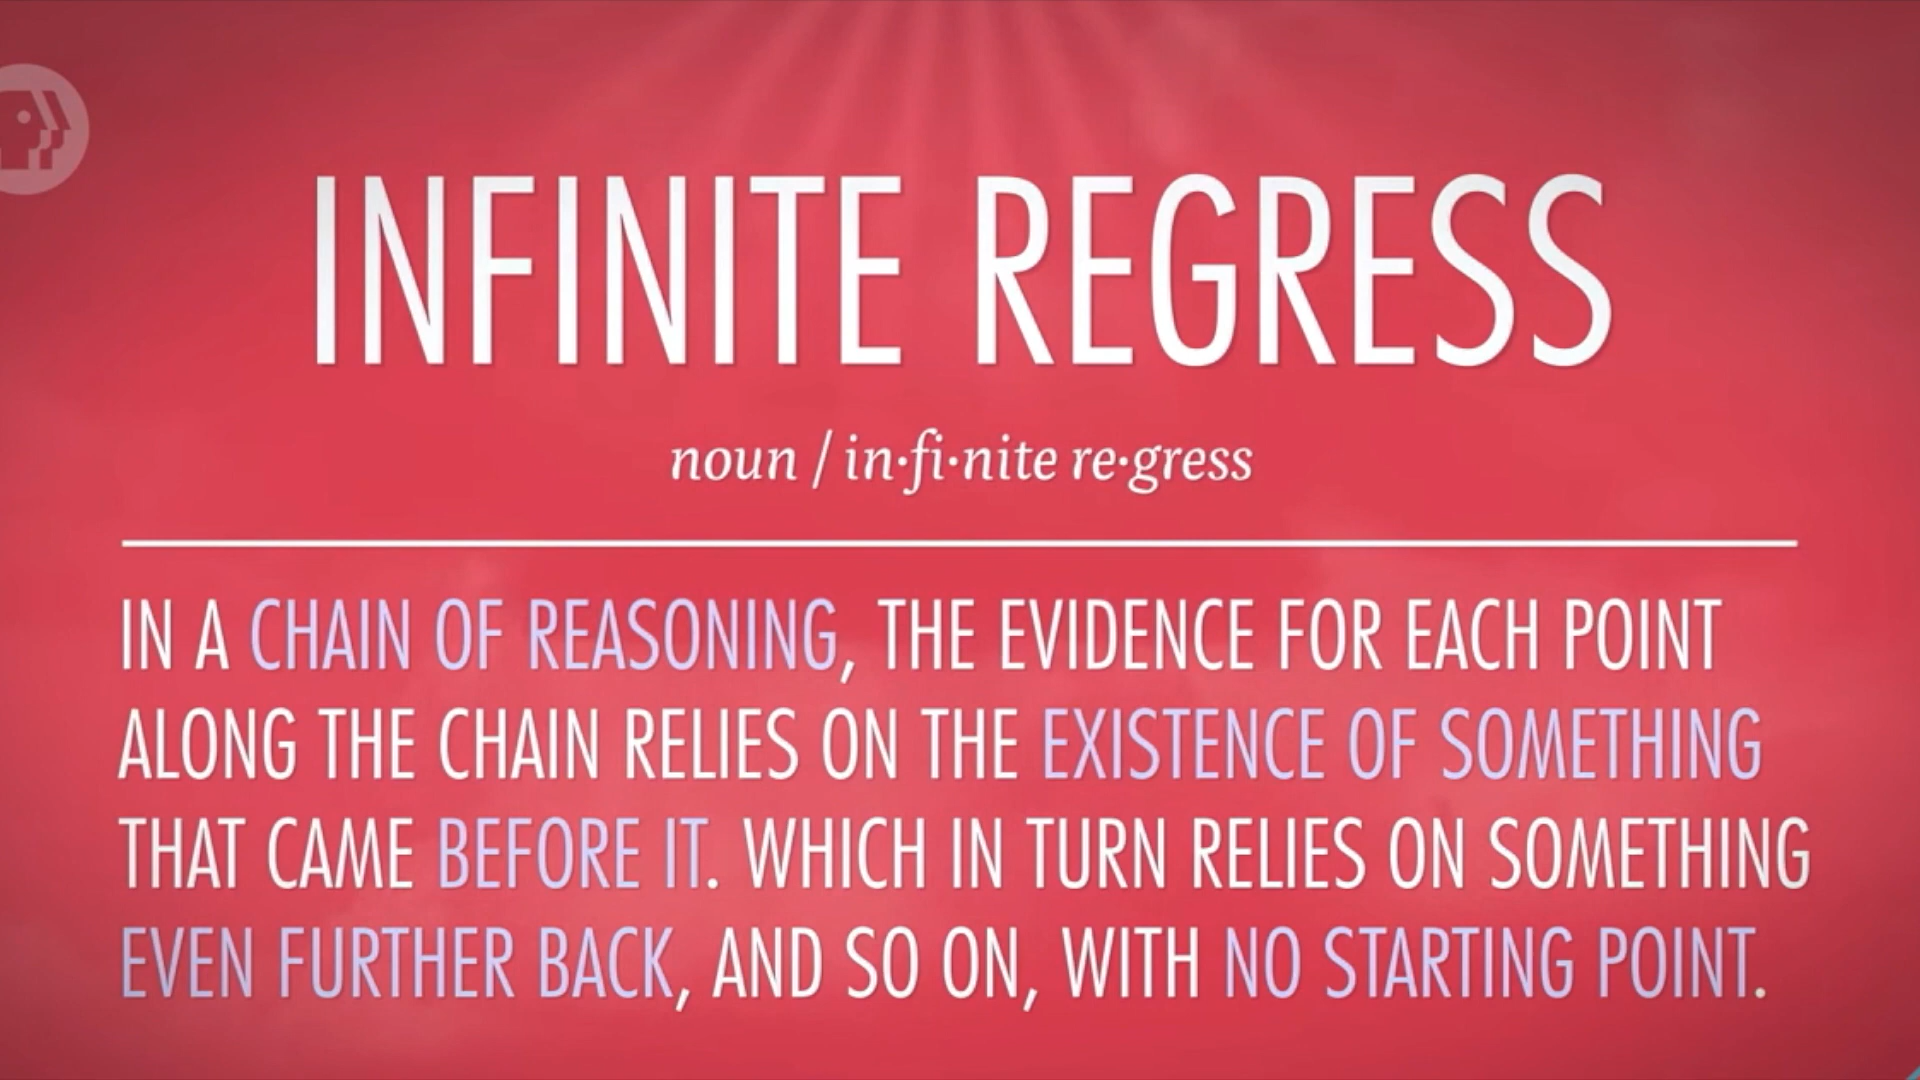 INFINITE REGRESS
noun / in·fi·nite re·gress
IN A CHAIN OF REASONING, THE EVIDENCE FOR EACH POINT
ALONG THE CHAIN RELIES ON THE EXISTENCE OF SOMETHING
THAT CAME BEFORE IT. WHICH IN TURN RELIES ON SOMETHING
EVEN FURTHER BACK, AND SO ON, WITH NO STARTING POINT.